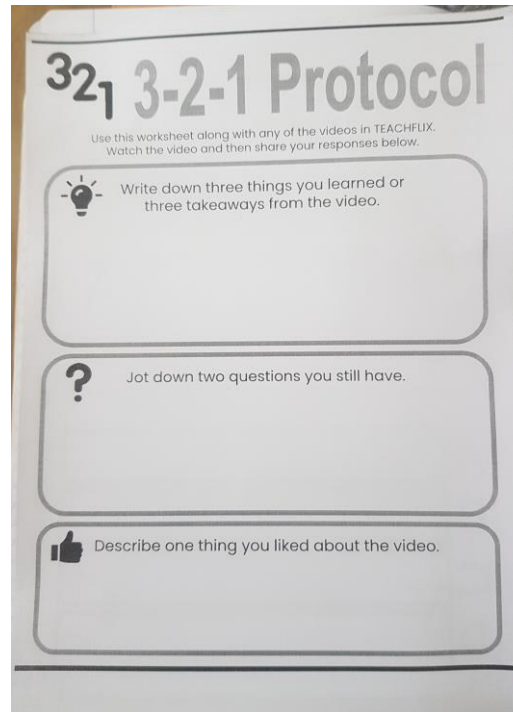 321 3-2-1 Protocol
Use this worksheet along with any of the videos in TEACHFLIX.
Watch the video and then share your responses below.
Write down three things you learned or
three takeaways from the video.
? Jot down two questions you still have.
Describe one thing you liked about the video.